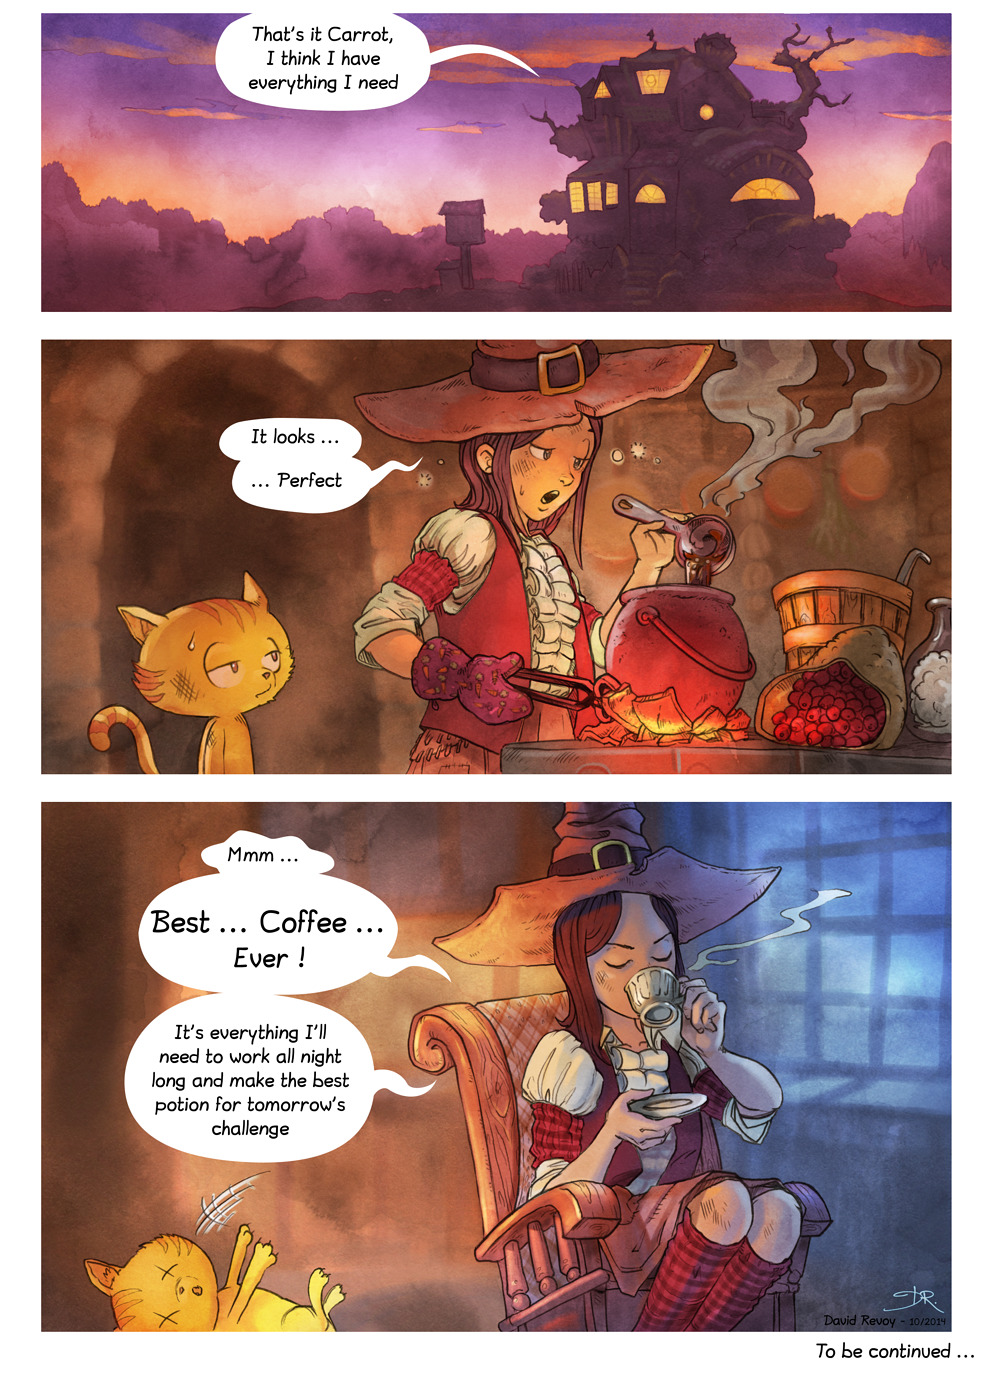 That's it Carrot,
I think I have
everything I need
It looks ...
... Perfect
Mmm ...
Best ... Coffee ...
Ever !
It's everything I'll
need to work all night
long and make the best
potion for tomorrow's
challenge
DR.
David Revoy - 10/2014
To be continued ...